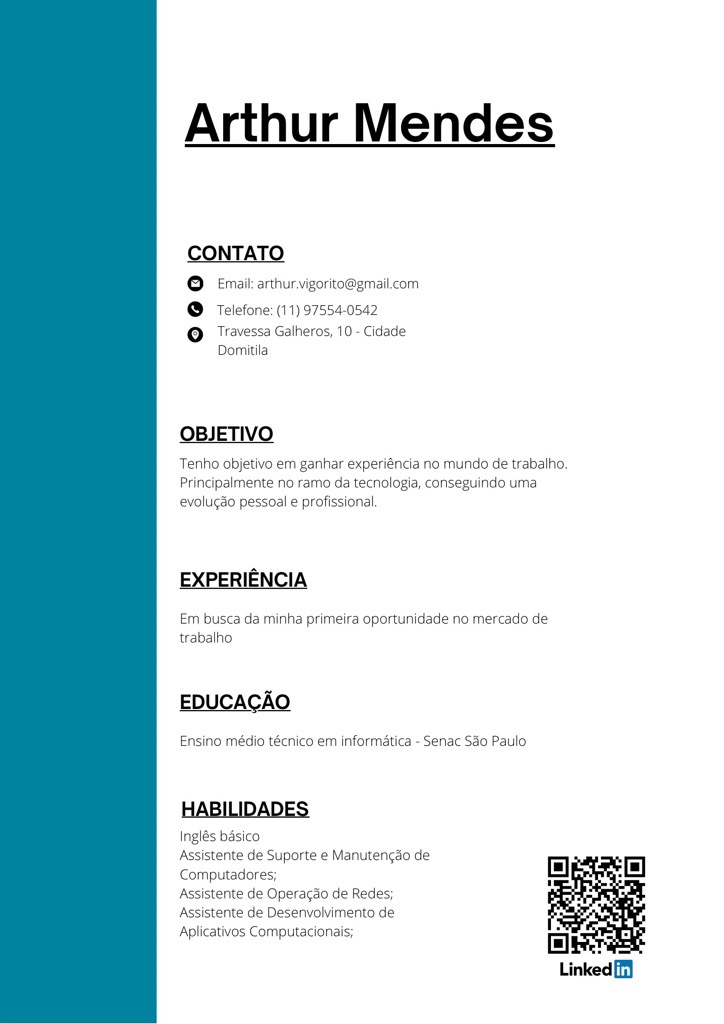 Arthur Mendes
CONTATO
Email: arthur.vigorito@gmail.com
Telefone: (11) 97554-0542
Travessa Galheros, 10 - Cidade
Domitila
OBJETIVO
Tenho objetivo em ganhar experiência no mundo de trabalho.
Principalmente no ramo da tecnologia, conseguindo uma
evolução pessoal e profissional.
EXPERIÊNCIA
Em busca da minha primeira oportunidade no mercado de
trabalho
EDUCAÇÃO
Ensino médio técnico em informática - Senac São Paulo
HABILIDADES
Inglês básico
Assistente de Suporte e Manutenção de
Computadores;
Assistente de Operação de Redes;
Assistente de Desenvolvimento de
Aplicativos Computacionais;
Linked in